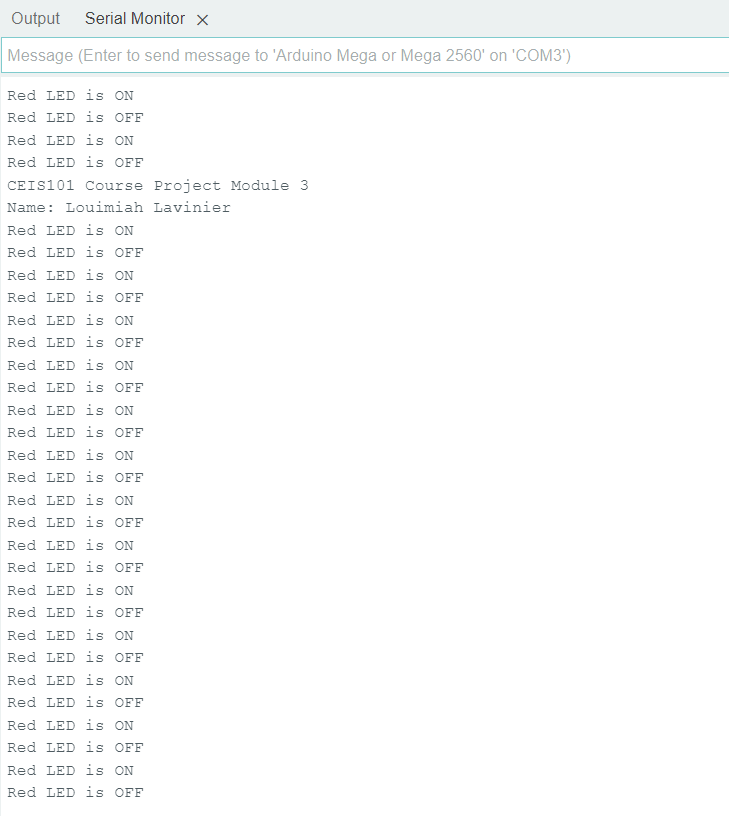 Output Serial Monitor
Message (Enter to send message to 'Arduino Mega or Mega 2560' on 'COM3')
Red LED is ON
Red LED is OFF
Red LED is ON
Red LED is OFF
CEIS101 Course Project Module 3
Name: Louimiah Lavinier
Red LED is ON
Red LED is OFF
Red LED is ON
Red LED is OFF
Red LED is ON
Red LED is OFF
Red LED is ON
Red LED is OFF
Red LED is ON
Red LED is OFF
Red LED is ON
Red LED is OFF
Red LED is ON
Red LED is OFF
Red LED is ON
Red LED is OFF
Red LED is ON
Red LED is OFF
Red LED is ON
Red LED is OFF
Red LED is ON
Red LED is OFF
Red LED is ON
Red LED is OFF
Red LED is ON
Red LED is OFF